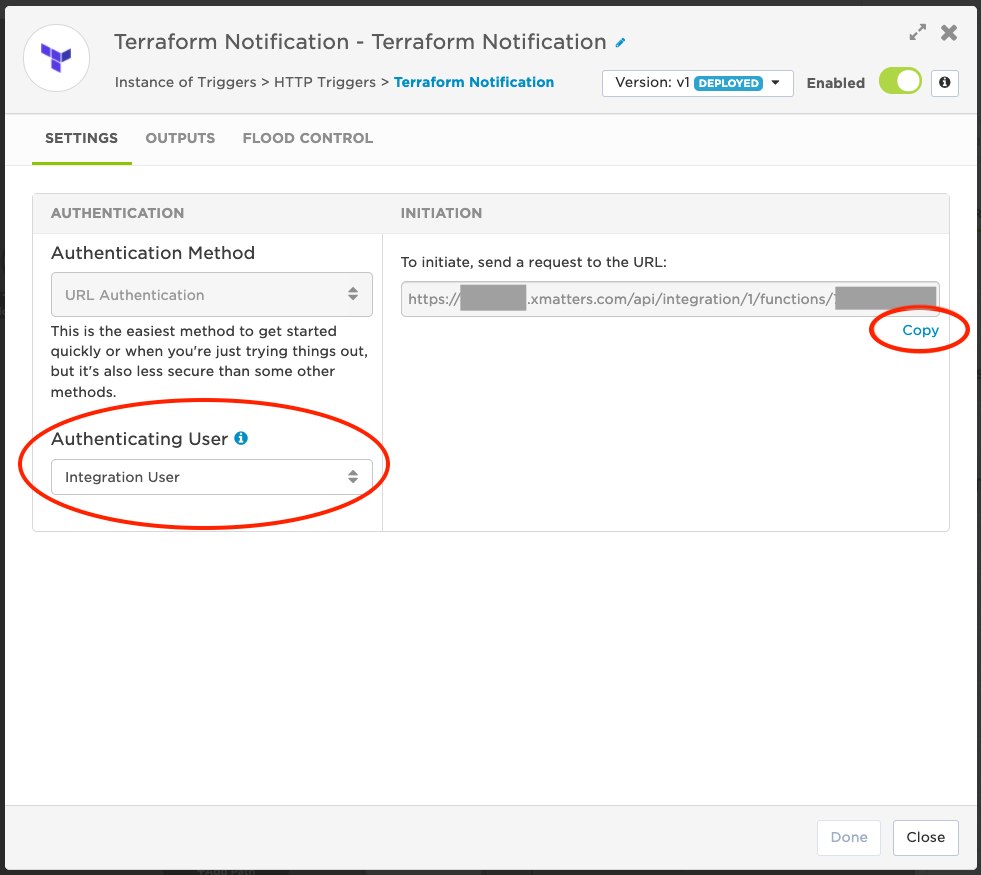 Terraform Notification - Terraform Notification
Instance of Triggers > HTTP Triggers > Terraform Notification
Version: v1 DEPLOYED
Enabled
SETTINGS
OUTPUTS
FLOOD CONTROL
AUTHENTICATION
Authentication Method
URL Authentication
This is the easiest method to get started
quickly or when you're just trying things out,
but it's also less secure than some other
methods.
Authenticating User
Integration User
INITIATION
To initiate, send a request to the URL:
https:// .xmatters.com/api/integration/1/functions/
Copy
Done
Close